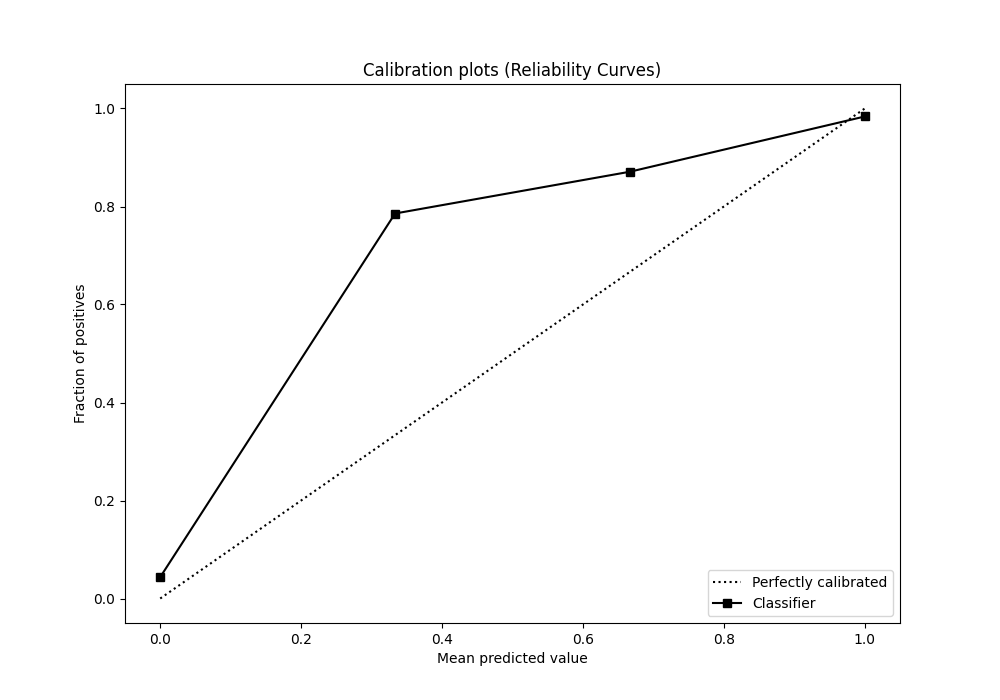 Calibration plots (Reliability Curves)
1.0
0.8
0.6
0.4
0.2
0.0
Fraction of positives
0.0 0.2 0.4 0.6 0.8 1.0
Mean predicted value
Perfectly calibrated
Classifier